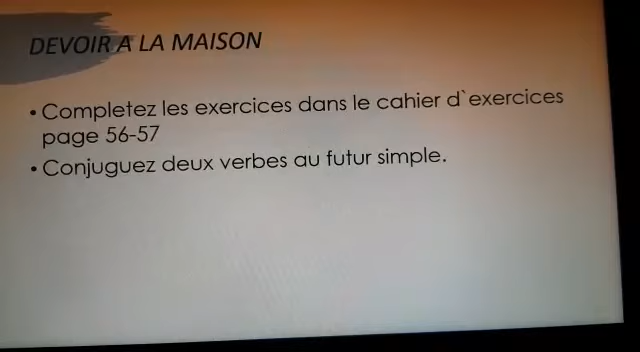 DEVOIR A LA MAISON
• Completez les exercices dans le cahier d`exercices
page 56-57
• Conjuguez deux verbes au futur simple.